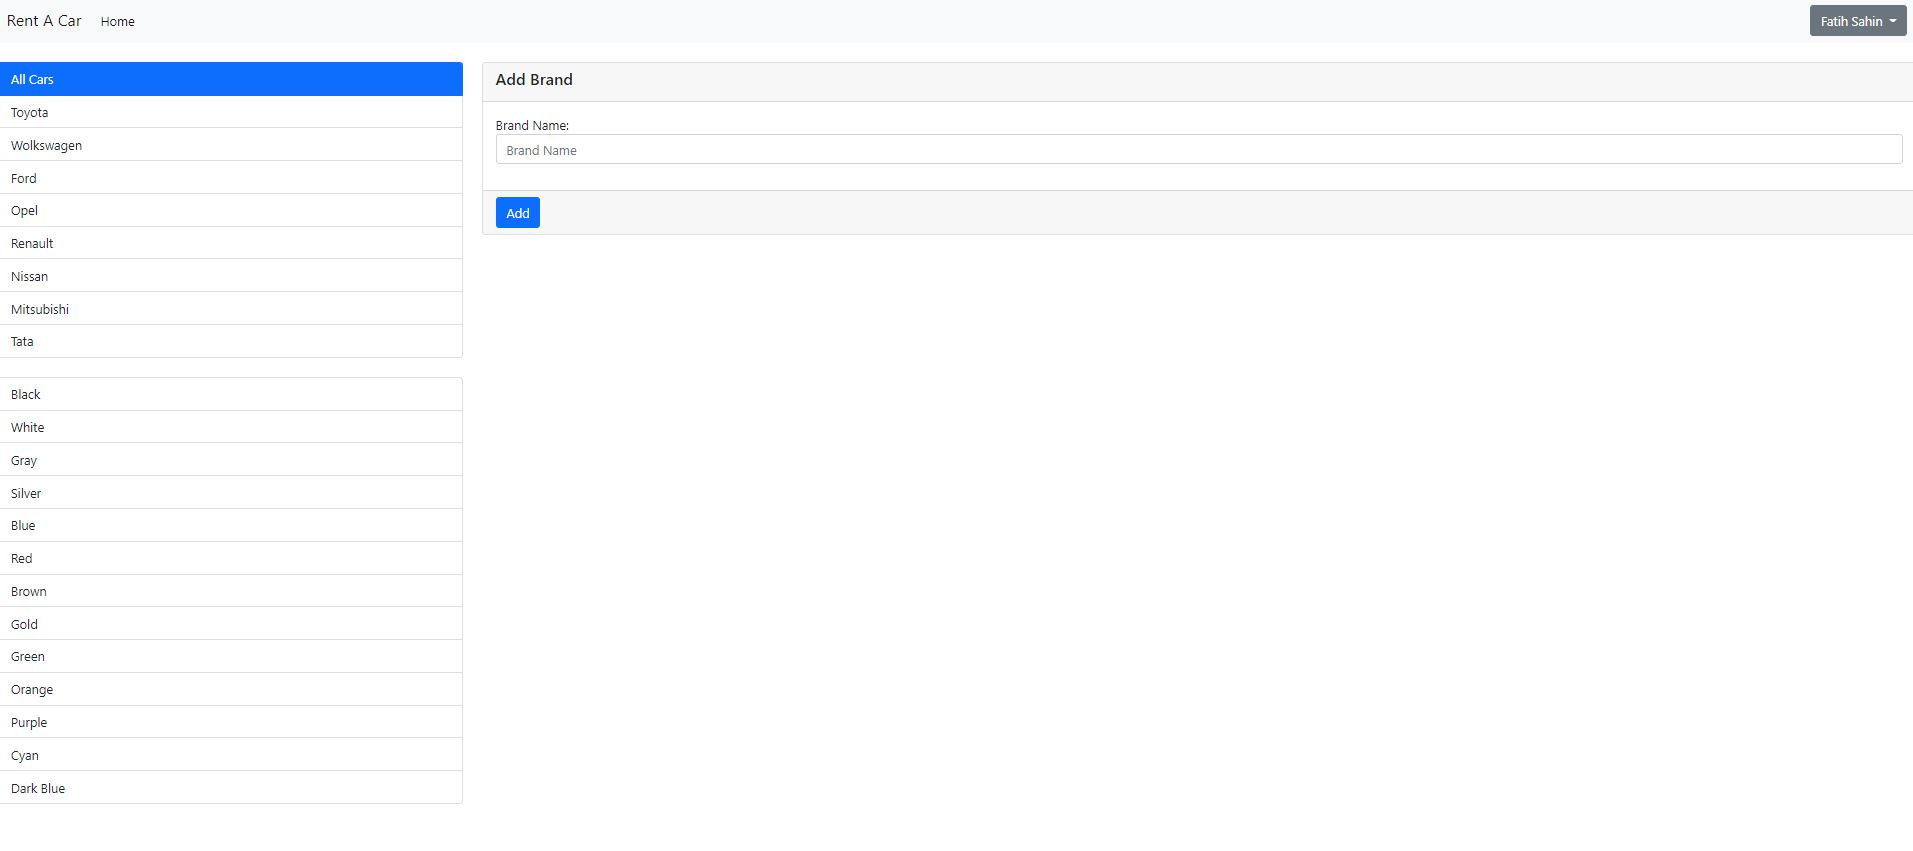 Rent A Car Home Fatih Sahin
All Cars
Toyota
Wolkswagen
Ford
Opel
Renault
Nissan
Mitsubishi
Tata
Black
White
Gray
Silver
Blue
Red
Brown
Gold
Green
Orange
Purple
Cyan
Dark Blue
Add Brand
Brand Name:
Brand Name
Add